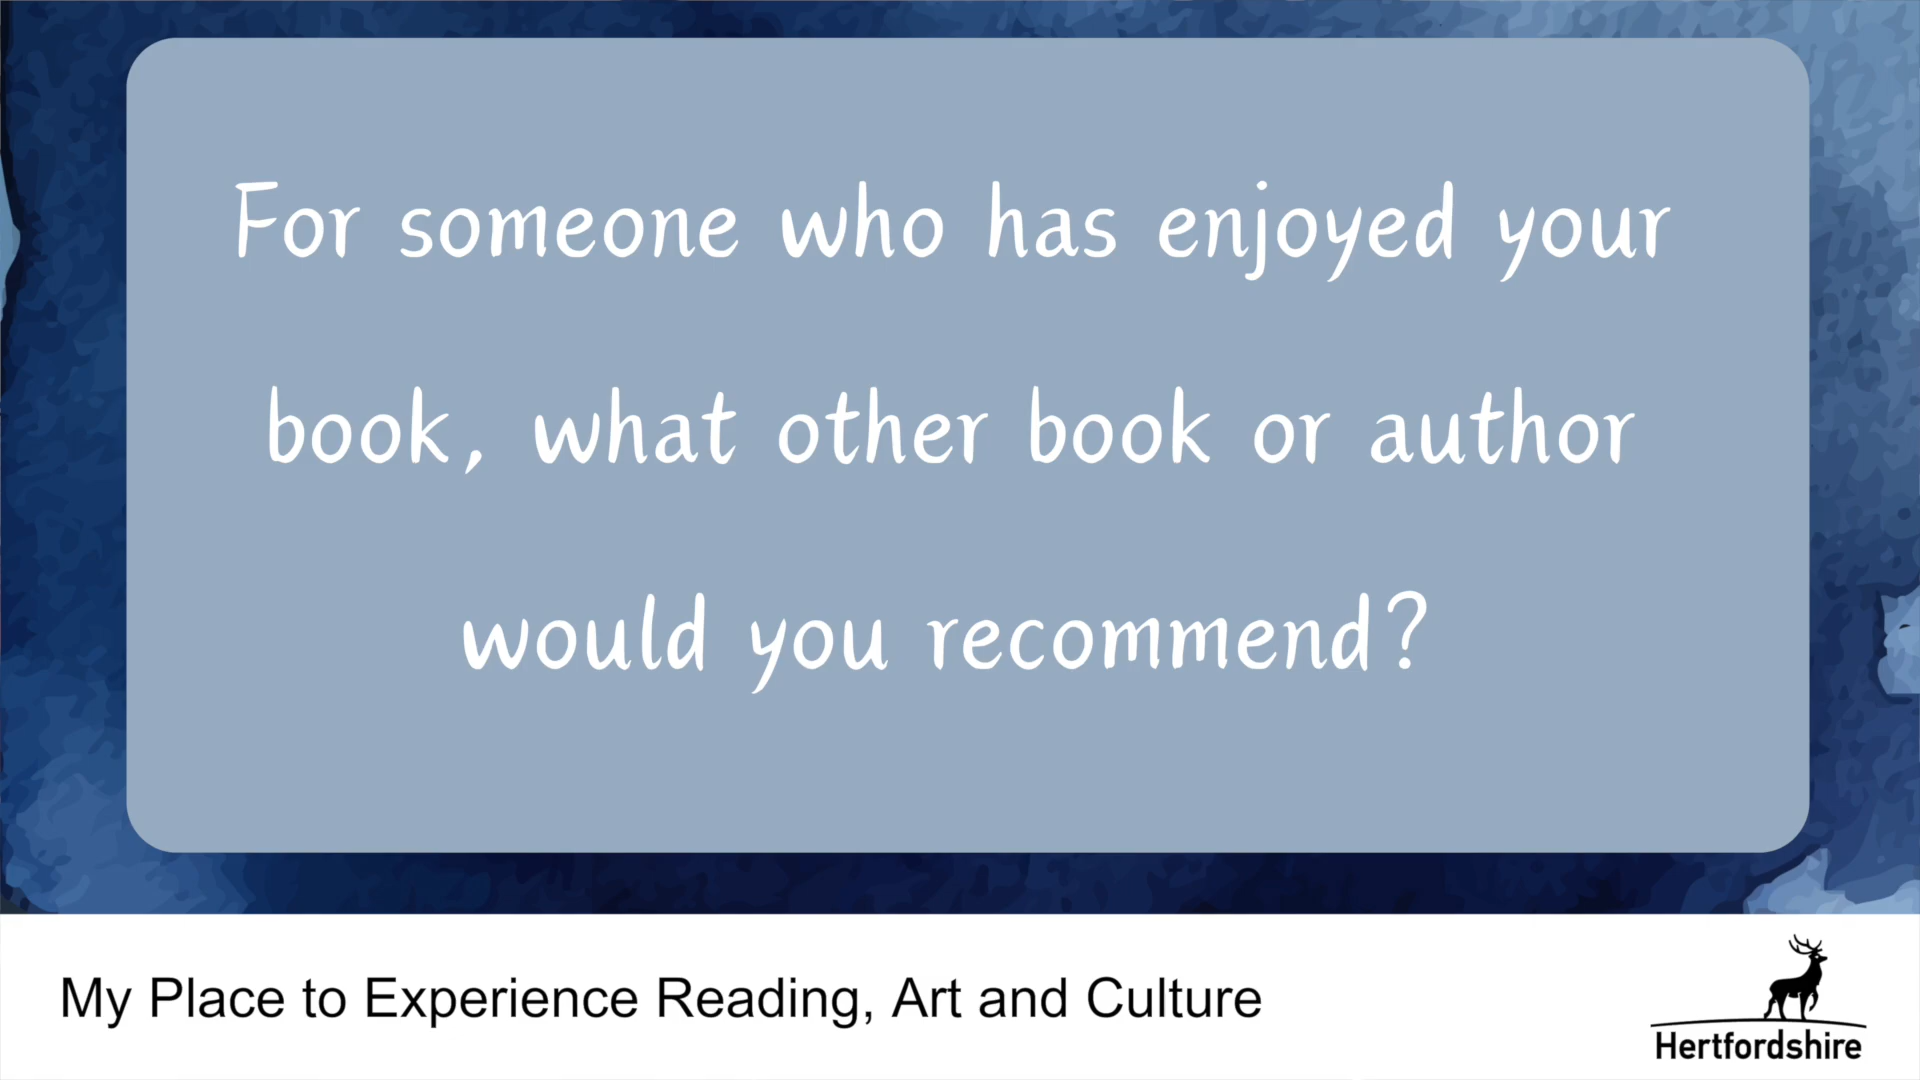 For someone who has enjoyed your
book, what other book or author
would you recommend?
My Place to Experience Reading, Art and Culture
Hertfordshire